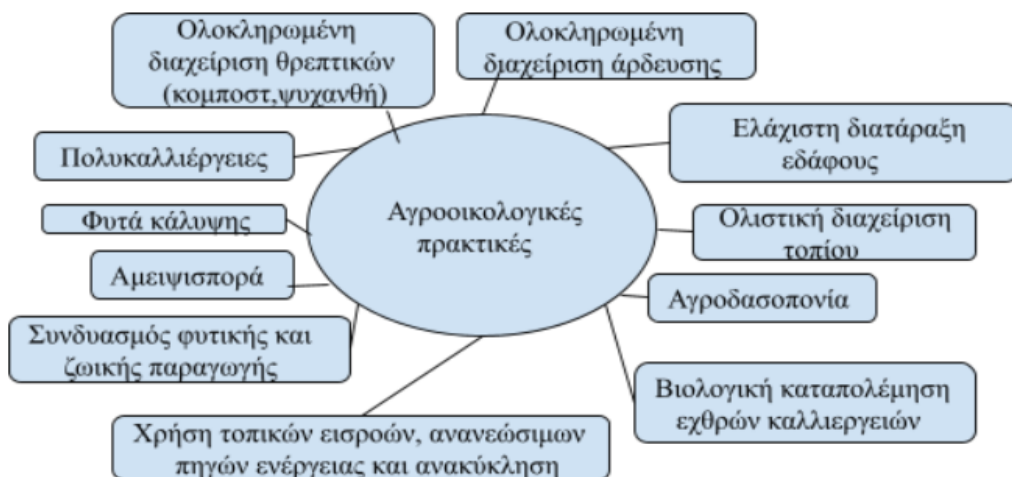 Ολοκληρωμένη
διαχείριση θρεπτικών
(κομποστ,ψυχανθή)
Ολοκληρωμένη
διαχείριση άρδευσης
Ελάχιστη διατάραξη
εδάφους
Πολυκαλλιέργειες
Φυτά κάλυψης
Αγροοικολογικές
πρακτικές
Ολιστική διαχείριση
τοπίου
Αμειψισπορά
Αγροδασοπονία
Συνδυασμός φυτικής και
ζωικής παραγωγής
Βιολογική καταπολέμηση
εχθρών καλλιεργειών
Χρήση τοπικών εισροών, ανανεώσιμων
πηγών ενέργειας και ανακύκληση